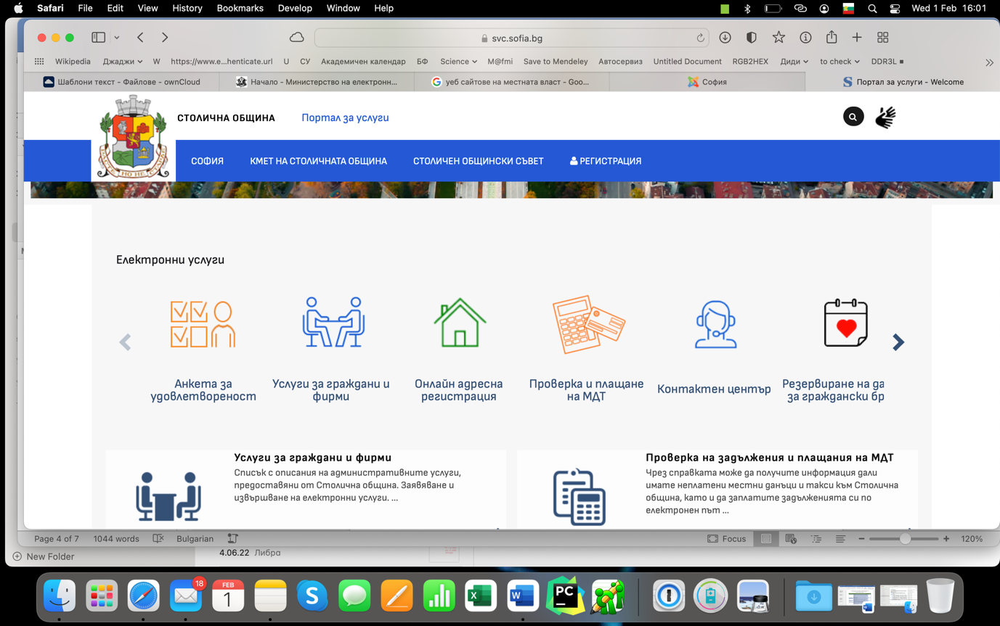 Safari File Edit View History Bookmarks Develop Window Help Wed 1 Feb 16:01
svc.sofia.bg
Wikipedia Джаджи W https://www.e...henticate.url U СУ Академичен календар БФ Science M@fmi Save to Mendeley Автосервиз Untitled Document RGB2HEX Диди to check DDR3L
Шаблони текст - Файлове - ownCloud Начало - Министерство на електронн... уеб сайтове на местната власт - Goo... София Портал за услуги - Welcome
СТОЛИЧНА ОБЩИНА Портал за услуги
СОФИЯ КМЕТ НА СТОЛИЧНАТА ОБЩИНА СТОЛИЧЕН ОБЩИНСКИ СЪВЕТ РЕГИСТРАЦИЯ
Електронни услуги
Анкета за
удовлетвореност
Услуги за граждани и
фирми
Онлайн адресна
регистрация
Проверка и плащане
на МДТ
Контактен център
Резервиране на да
за граждански бр
Услуги за граждани и фирми
Списък с описания на административните услуги,
предоставяни от Столична община. Заявяване и
извършване на електронни услуги. ...
Проверка на задължения и плащания на МДТ
Чрез справката може да получите информация дали
имате неплатени местни данъци и такси към Столична
община, като и да заплатите задълженията си по
електронен път ...
Page 4 of 7 1044 words Bulgarian Focus 120%
New Folder
4.06.22 Либра
18
FEB
1
S
X
W
PC